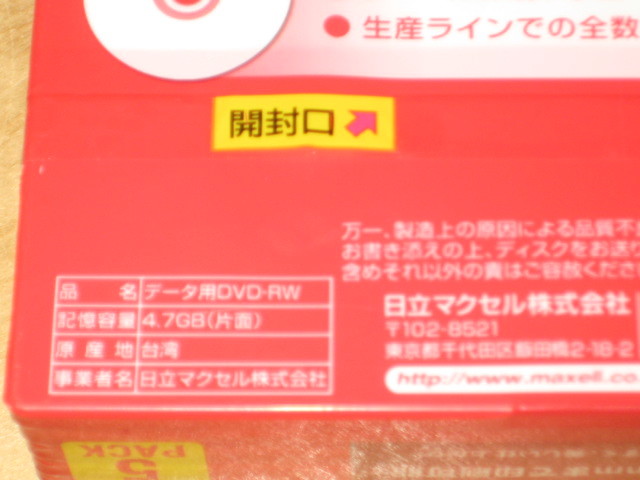 ● 生産ラインでの全数
開封口
万一、製造上の原因による品質不
お書き添えの上、ディスクをお送り
含めそれ以外の責はご容赦くださ
品 名 データ用DVD-RW
記憶容量 4.7GB(片面)
原産地 台湾
事業者名 日立マクセル株式会社
日立マクセル株式会社
〒102-8521
東京都千代田区飯田橋2-18-2
http://www.maxell.co
5
PACK